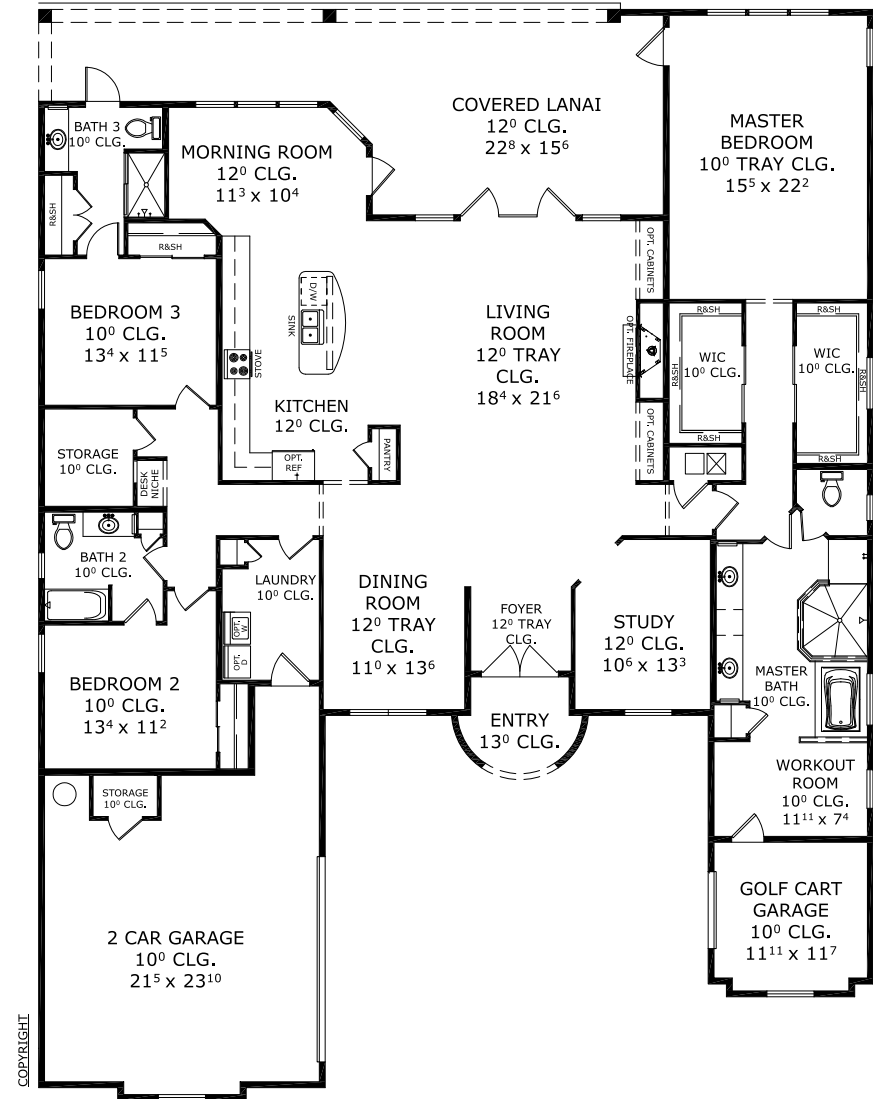 BATH 3
10⁰ CLG.
R&SH
R&SH
MORNING ROOM
12⁰ CLG.
11³ x 10⁴
COVERED LANAI
12⁰ CLG.
22⁸ x 15⁶
MASTER
BEDROOM
10⁰ TRAY CLG.
15⁵ x 22²
BEDROOM 3
10⁰ CLG.
13⁴ x 11⁵
D/W
SINK
STOVE
KITCHEN
12⁰ CLG.
OPT.
REF
PANTRY
LIVING
ROOM
12⁰ TRAY
CLG.
18⁴ x 21⁶
OPT. CABINETS
OPT. FIREPLACE
OPT. CABINETS
R&SH
WIC
10⁰ CLG.
R&SH
R&SH
R&SH
WIC
10⁰ CLG.
R&SH
R&SH
STORAGE
10⁰ CLG.
DESK
NICHE
BATH 2
10⁰ CLG.
LAUNDRY
10⁰ CLG.
OPT.
W
OPT.
D
DINING
ROOM
12⁰ TRAY
CLG.
11⁰ x 13⁶
FOYER
12⁰ TRAY
CLG.
STUDY
12⁰ CLG.
10⁶ x 13³
MASTER
BATH
10⁰ CLG.
BEDROOM 2
10⁰ CLG.
13⁴ x 11²
ENTRY
13⁰ CLG.
WORKOUT
ROOM
10⁰ CLG.
11¹¹ x 7⁴
STORAGE
10⁰ CLG.
2 CAR GARAGE
10⁰ CLG.
21⁵ x 23¹⁰
GOLF CART
GARAGE
10⁰ CLG.
11¹¹ x 11⁷
COPYRIGHT